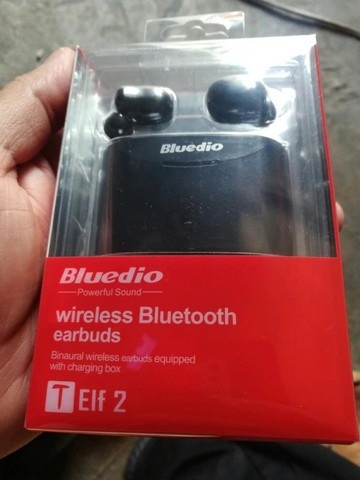 Bluedio
Bluedio
Powerful Sound
wireless Bluetooth
earbuds
Binaural wireless earbuds equipped
with charging box
T Elf 2